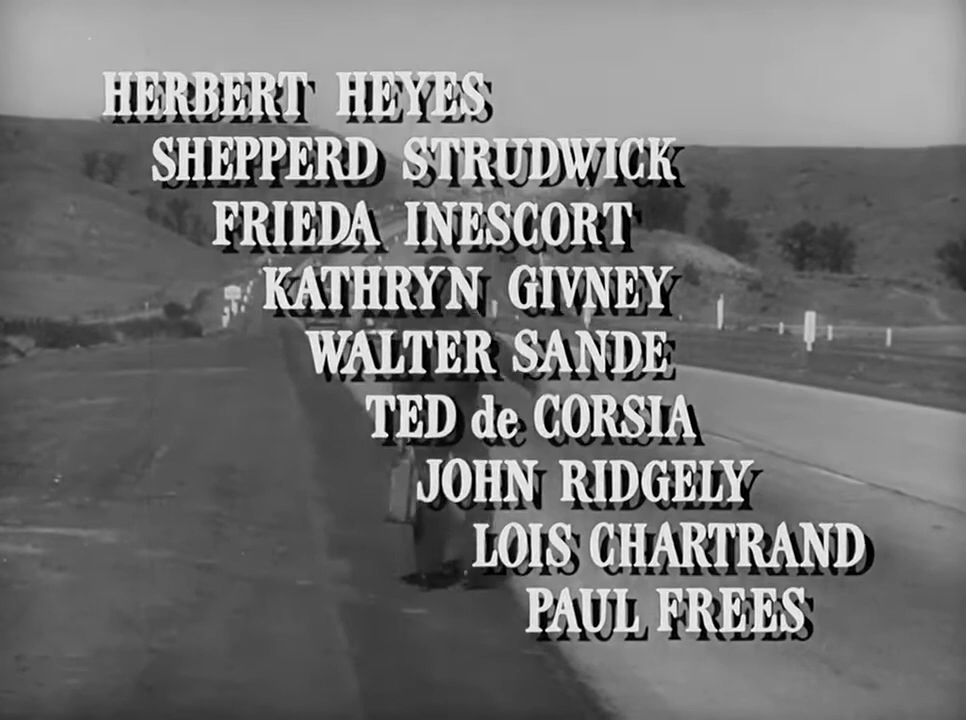 HERBERT HEYES
SHEPPERD STRUDWICK
FRIEDA INESCORT
KATHRYN GIVNEY
WALTER SANDE
TED de CORSIA
JOHN RIDGELY
LOIS CHARTRAND
PAUL FREES